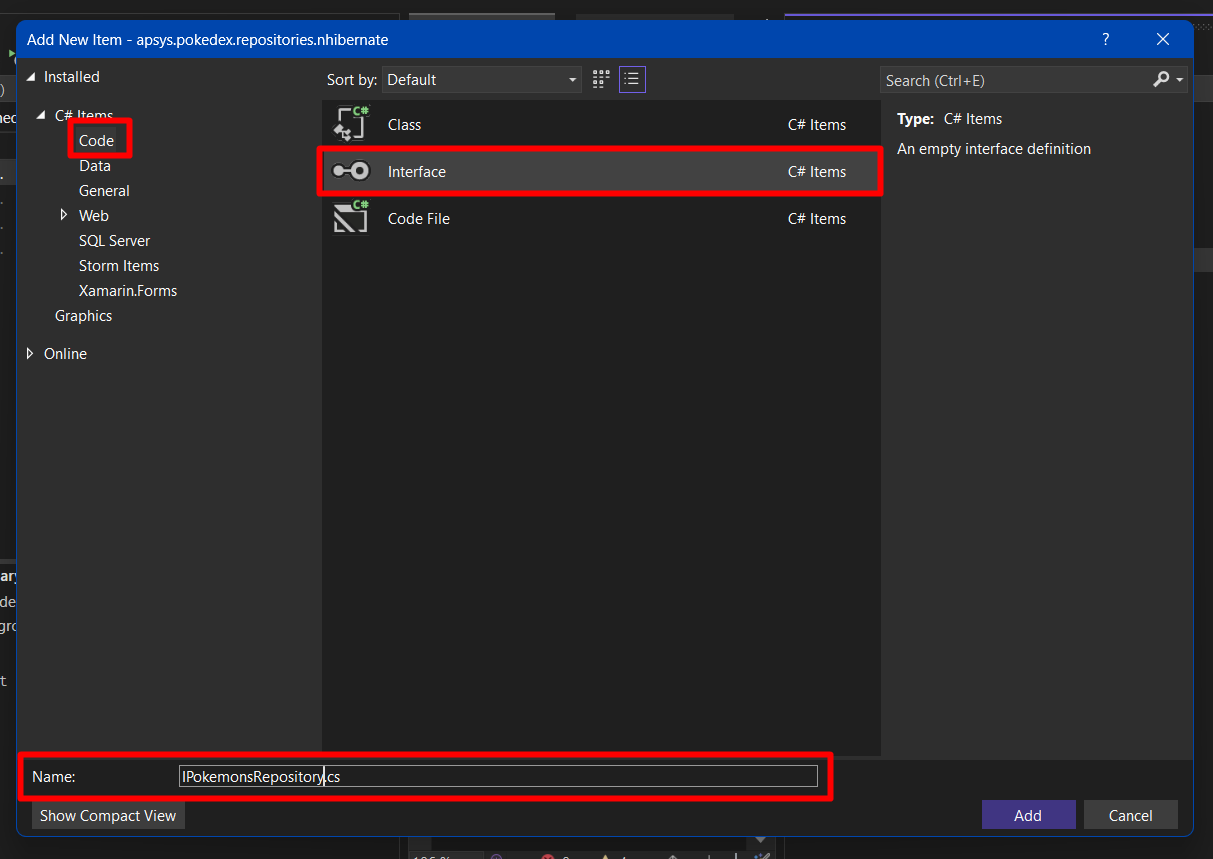 Add New Item - apsys.pokedex.repositories.nhibernate
?
Installed
C# Items
Code
Data
General
Web
SQL Server
Storm Items
Xamarin.Forms
Graphics
Online
Sort by: Default
Search (Ctrl+E)
C#
Class C# Items
Interface C# Items
C#
Code File C# Items
Type: C# Items
An empty interface definition
Name: IPokemonsRepository.cs
Show Compact View
Add
Cancel